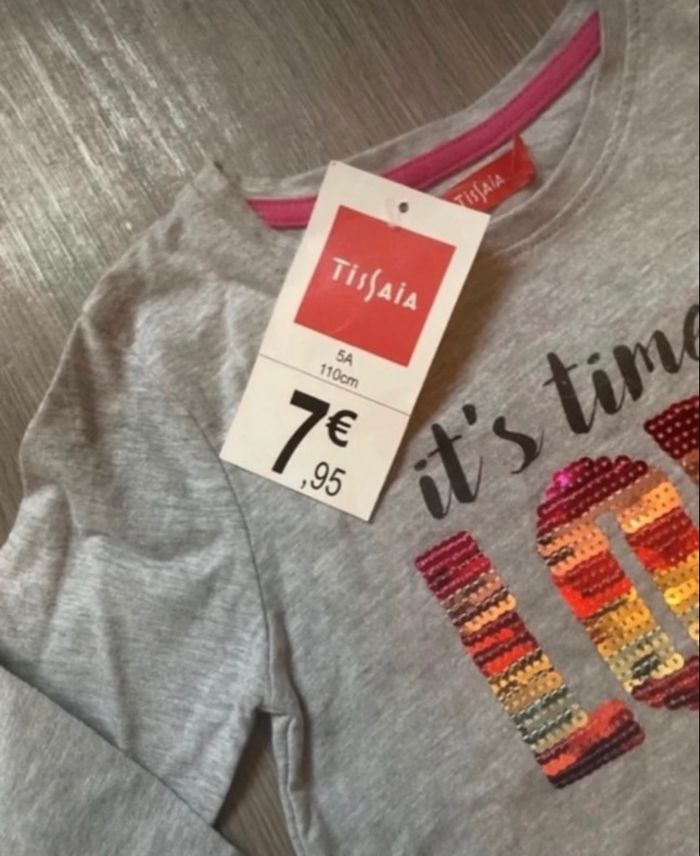 TISSAIA
TISSAIA
5A
110cm
7€
,95
it's time